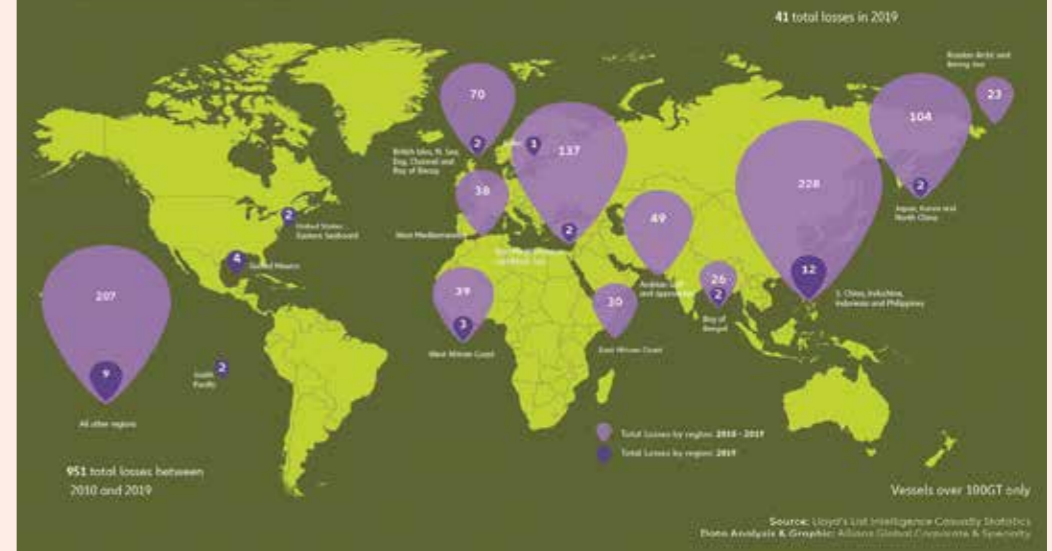 41 total losses in 2019
Russian Arctic and
Bering Sea
23
70
104
2
British Isles, N. Sea,
Eng. Channel and
Bay of Biscay
137
228
2
Japan, Korea and
North China
38
2
United States
Eastern Seaboard
West Mediterranean
2
49
4
Gulf of Mexico
207
39
3
West African Coast
30
East African Coast
Arabian Gulf
and approaches
26
2
Bay of
Bengal
12
S. China, Indochina,
Indonesia and Philippines
9
All other regions
2
South
Pacific
Total Losses by region: 2010 - 2019
Total Losses by region: 2019
951 total losses between
2010 and 2019
Vessels over 100GT only
Source: Lloyd's List Intelligence Casualty Statistics
Data Analysis & Graphic: Allianz Global Corporate & Specialty